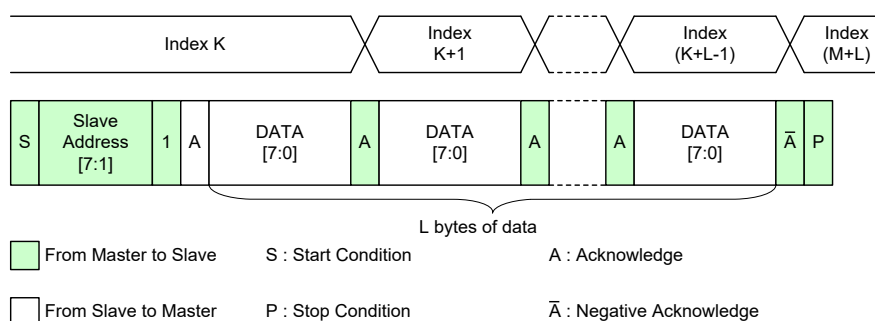 Index K
Index
K+1
Index
(K+L-1)
Index
(M+L)
S
Slave
Address
[7:1]
1
A
DATA
[7:0]
A
DATA
[7:0]
A
A
DATA
[7:0]
A̅
P
L bytes of data
From Master to Slave
S : Start Condition
A : Acknowledge
From Slave to Master
P : Stop Condition
A̅ : Negative Acknowledge